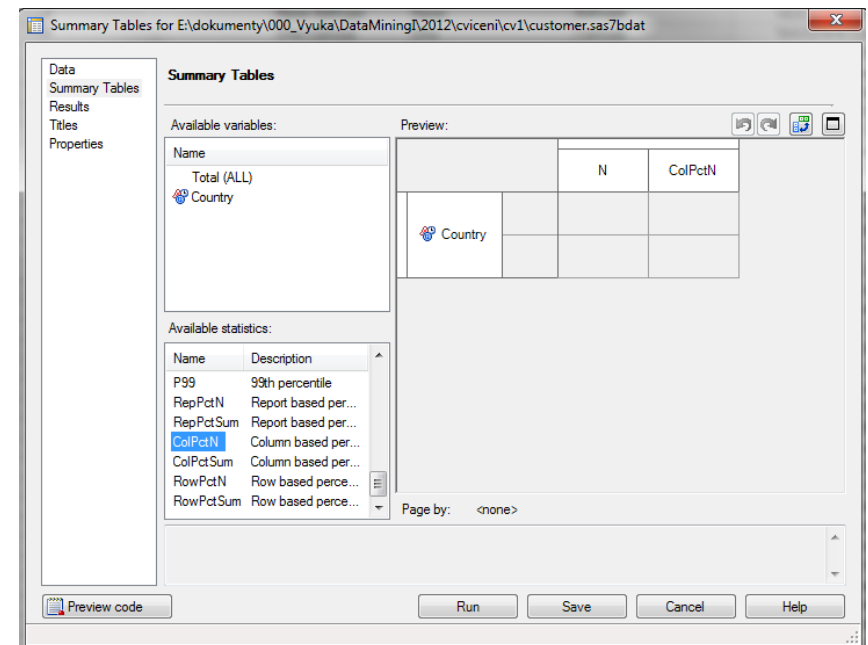 Summary Tables for E:\dokumenty\000_Vyuka\DataMiningI\2012\cviceni\cv1\customer.sas7bdat
Data
Summary Tables
Results
Titles
Properties
Summary Tables
Available variables:
Name
Total (ALL)
Country
Available statistics:
Name Description
P99 99th percentile
RepPctN Report based per...
RepPctSum Report based per...
ColPctN Column based per...
ColPctSum Column based per...
RowPctN Row based perce...
RowPctSum Row based perce...
Preview:
N ColPctN
Country
Page by: <none>
Preview code Run Save Cancel Help